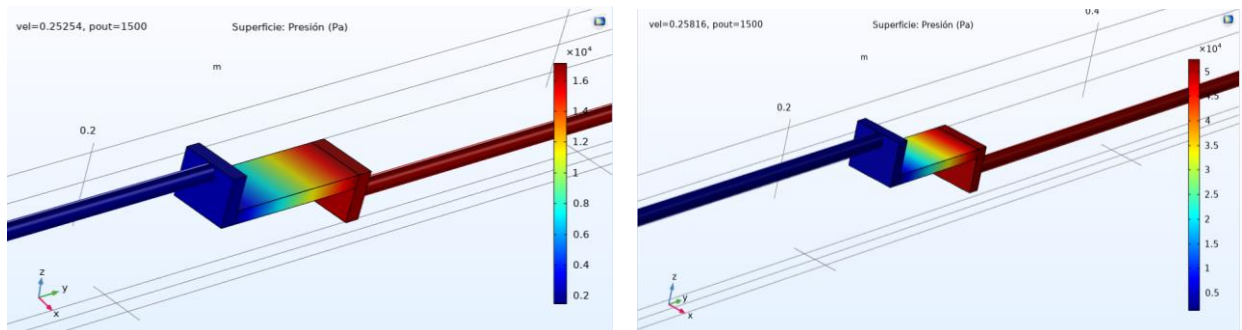 vel=0.25254, pout=1500
Superficie: Presión (Pa)
m
×10⁴
1.6
1.4
1.2
1
0.8
0.6
0.4
0.2
0.2
z
y
x
vel=0.25816, pout=1500
Superficie: Presión (Pa)
0.4
m
×10⁴
5
4.5
4
3.5
3
2.5
2
1.5
1
0.5
0.2
z
y
x